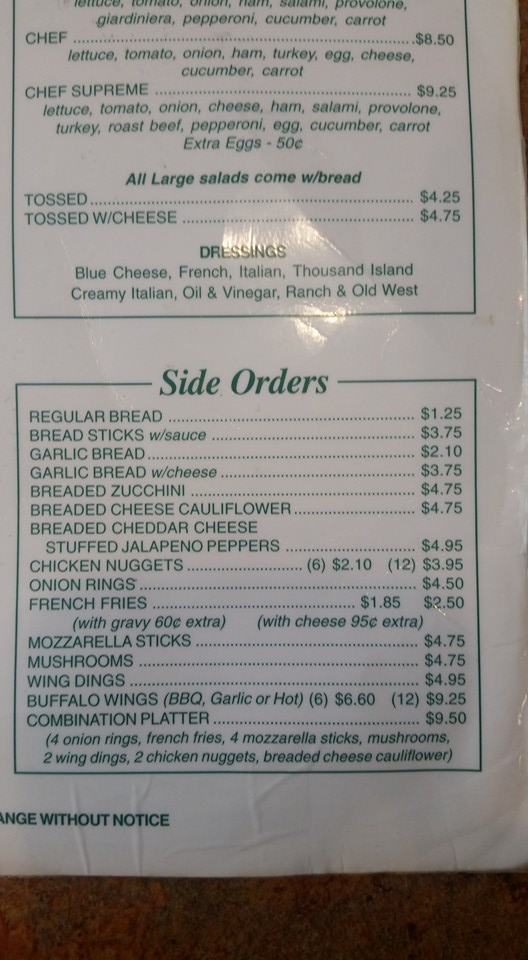 lettuce, tomato, onion, ham, salami, provolone,
giardiniera, pepperoni, cucumber, carrot
CHEF ........ $8.50
lettuce, tomato, onion, ham, turkey, egg, cheese,
cucumber, carrot
CHEF SUPREME ........ $9.25
lettuce, tomato, onion, cheese, ham, salami, provolone,
turkey, roast beef, pepperoni, egg, cucumber, carrot
Extra Eggs - 50¢
All Large salads come w/bread
TOSSED ........ $4.25
TOSSED W/CHEESE ........ $4.75
DRESSINGS
Blue Cheese, French, Italian, Thousand Island
Creamy Italian, Oil & Vinegar, Ranch & Old West
Side Orders
REGULAR BREAD ........ $1.25
BREAD STICKS w/sauce ........ $3.75
GARLIC BREAD ........ $2.10
GARLIC BREAD w/cheese ........ $3.75
BREADED ZUCCHINI ........ $4.75
BREADED CHEESE CAULIFLOWER ........ $4.75
BREADED CHEDDAR CHEESE
STUFFED JALAPENO PEPPERS ........ $4.95
CHICKEN NUGGETS ........ (6) $2.10 (12) $3.95
ONION RINGS ........ $4.50
FRENCH FRIES ........ $1.85 $2.50
(with gravy 60¢ extra) (with cheese 95¢ extra)
MOZZARELLA STICKS ........ $4.75
MUSHROOMS ........ $4.75
WING DINGS ........ $4.95
BUFFALO WINGS (BBQ, Garlic or Hot) (6) $6.60 (12) $9.25
COMBINATION PLATTER ........ $9.50
(4 onion rings, french fries, 4 mozzarella sticks, mushrooms,
2 wing dings, 2 chicken nuggets, breaded cheese cauliflower)
ANGE WITHOUT NOTICE